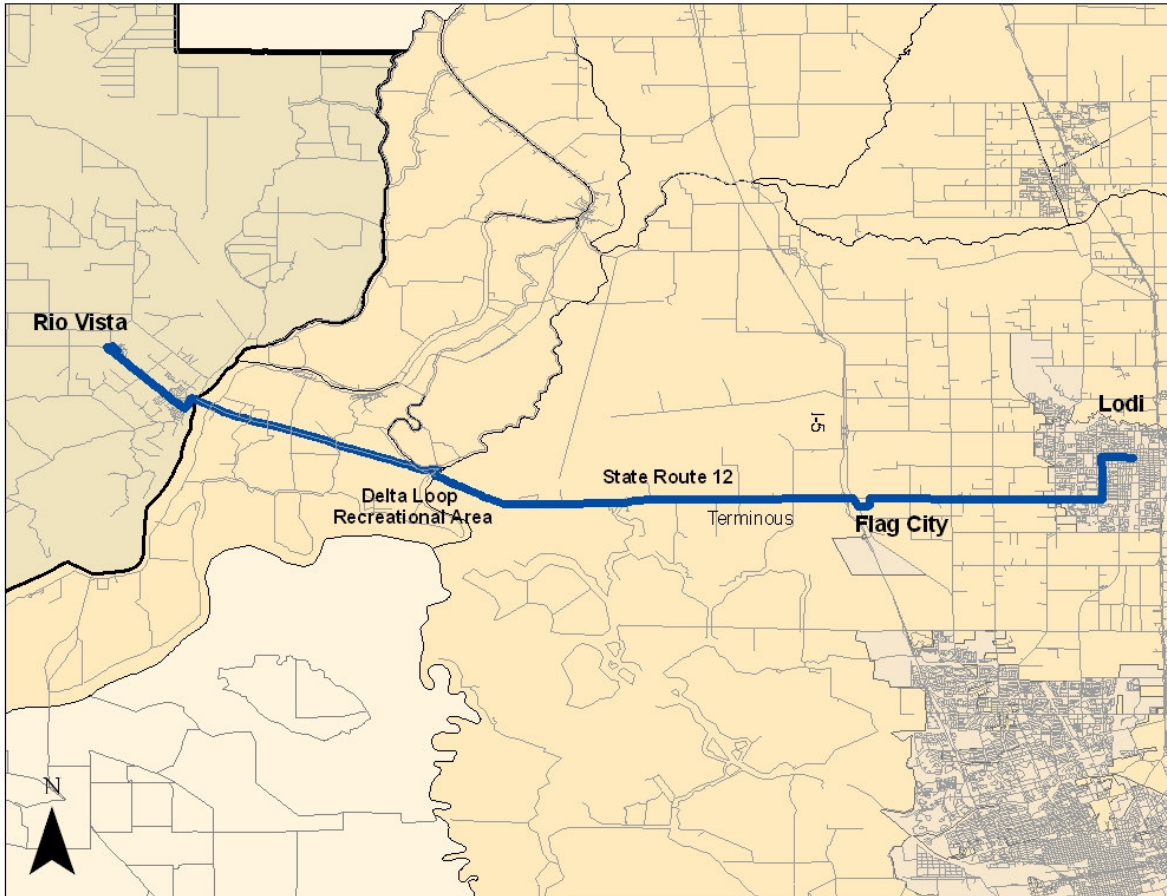 Rio Vista
Lodi
I-5
State Route 12
Delta Loop
Recreational Area
Terminous
Flag City
N